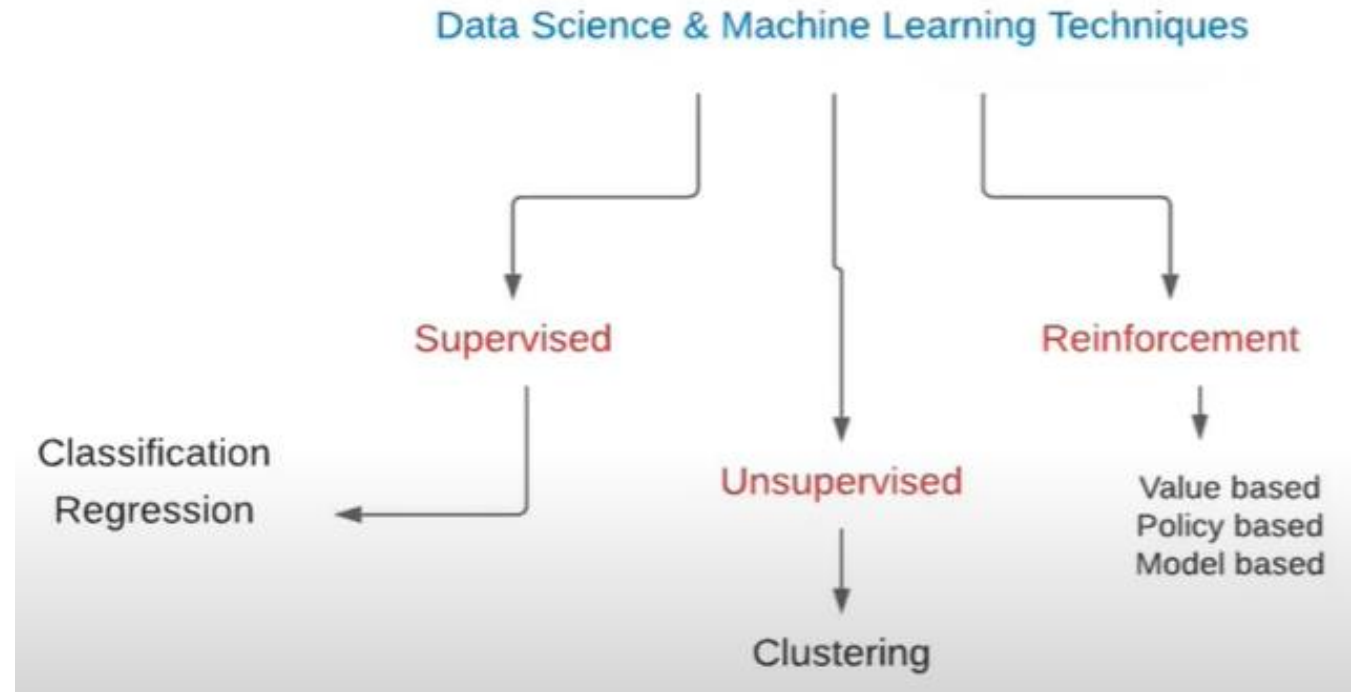 Data Science & Machine Learning Techniques
Supervised
Reinforcement
Classification
Regression
Unsupervised
Value based
Policy based
Model based
Clustering